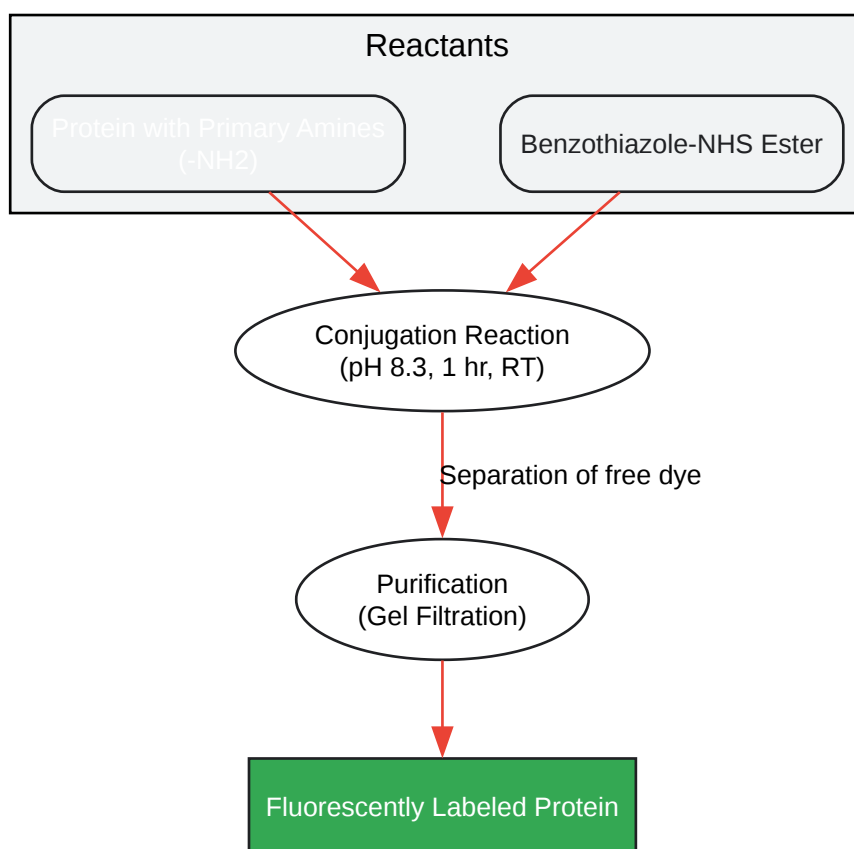 Reactants
Protein with Primary Amines
(-NH2)
Benzothiazole-NHS Ester
Conjugation Reaction
(pH 8.3, 1 hr, RT)
Separation of free dye
Purification
(Gel Filtration)
Fluorescently Labeled Protein